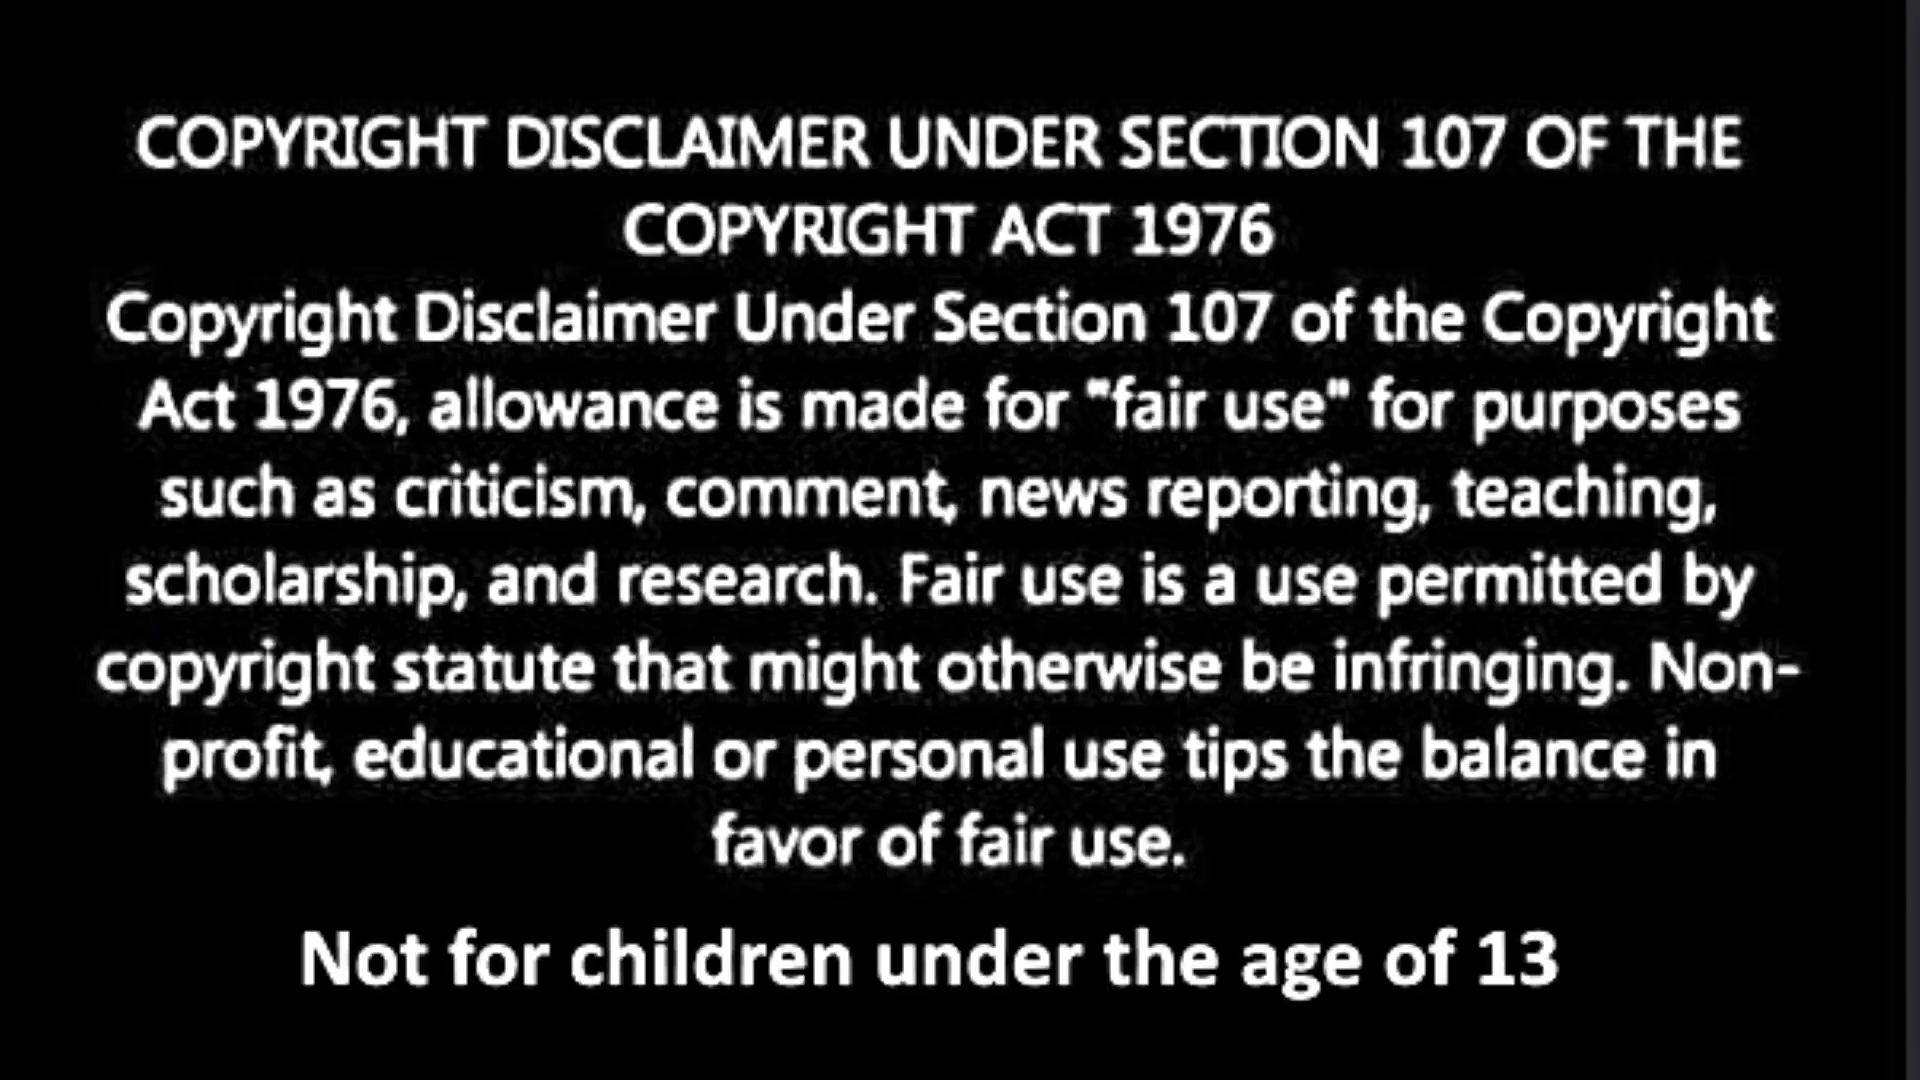 COPYRIGHT DISCLAIMER UNDER SECTION 107 OF THE
COPYRIGHT ACT 1976
Copyright Disclaimer Under Section 107 of the Copyright
Act 1976, allowance is made for "fair use" for purposes
such as criticism, comment, news reporting, teaching,
scholarship, and research. Fair use is a use permitted by
copyright statute that might otherwise be infringing. Non-
profit, educational or personal use tips the balance in
favor of fair use.
Not for children under the age of 13